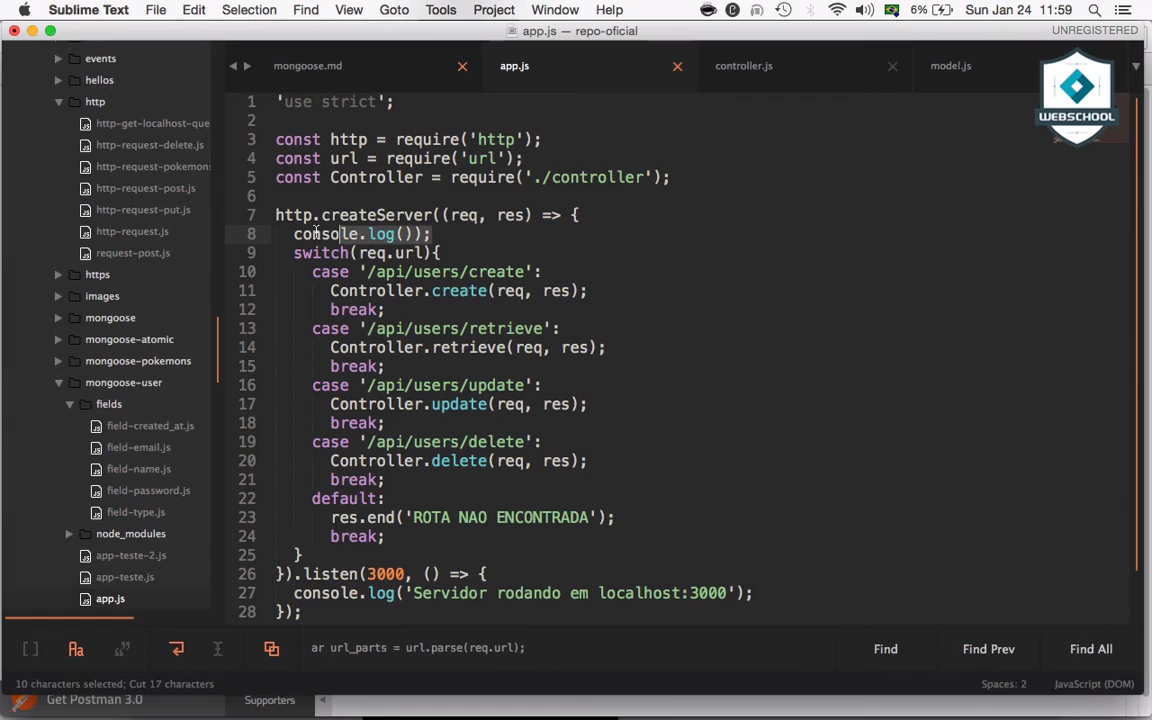 Sublime Text File Edit Selection Find View Goto Tools Project Window Help 6% Sun Jan 24 11:59
app.js — repo-oficial UNREGISTERED
mongoose.md app.js controller.js model.js
WEBSCHOOL
events
hellos
http
http-get-localhost-que
http-request-delete.js
http-request-pokemons
http-request-post.js
http-request-put.js
http-request.js
request-post.js
https
images
mongoose
mongoose-atomic
mongoose-pokemons
mongoose-user
fields
field-created_at.js
field-email.js
field-name.js
field-password.js
field-type.js
node_modules
app-teste-2.js
app-teste.js
app.js
1 'use strict';
2
3 const http = require('http');
4 const url = require('url');
5 const Controller = require('./controller');
6
7 http.createServer((req, res) => {
8 console.log());
9 switch(req.url){
10 case '/api/users/create':
11 Controller.create(req, res);
12 break;
13 case '/api/users/retrieve':
14 Controller.retrieve(req, res);
15 break;
16 case '/api/users/update':
17 Controller.update(req, res);
18 break;
19 case '/api/users/delete':
20 Controller.delete(req, res);
21 break;
22 default:
23 res.end('ROTA NAO ENCONTRADA');
24 break;
25 }
26 }).listen(3000, () => {
27 console.log('Servidor rodando em localhost:3000');
28 });
Aa ar url_parts = url.parse(req.url); Find Find Prev Find All
10 characters selected; Cut 17 characters Spaces: 2 JavaScript (DOM)
Get Postman 3.0 Supporters